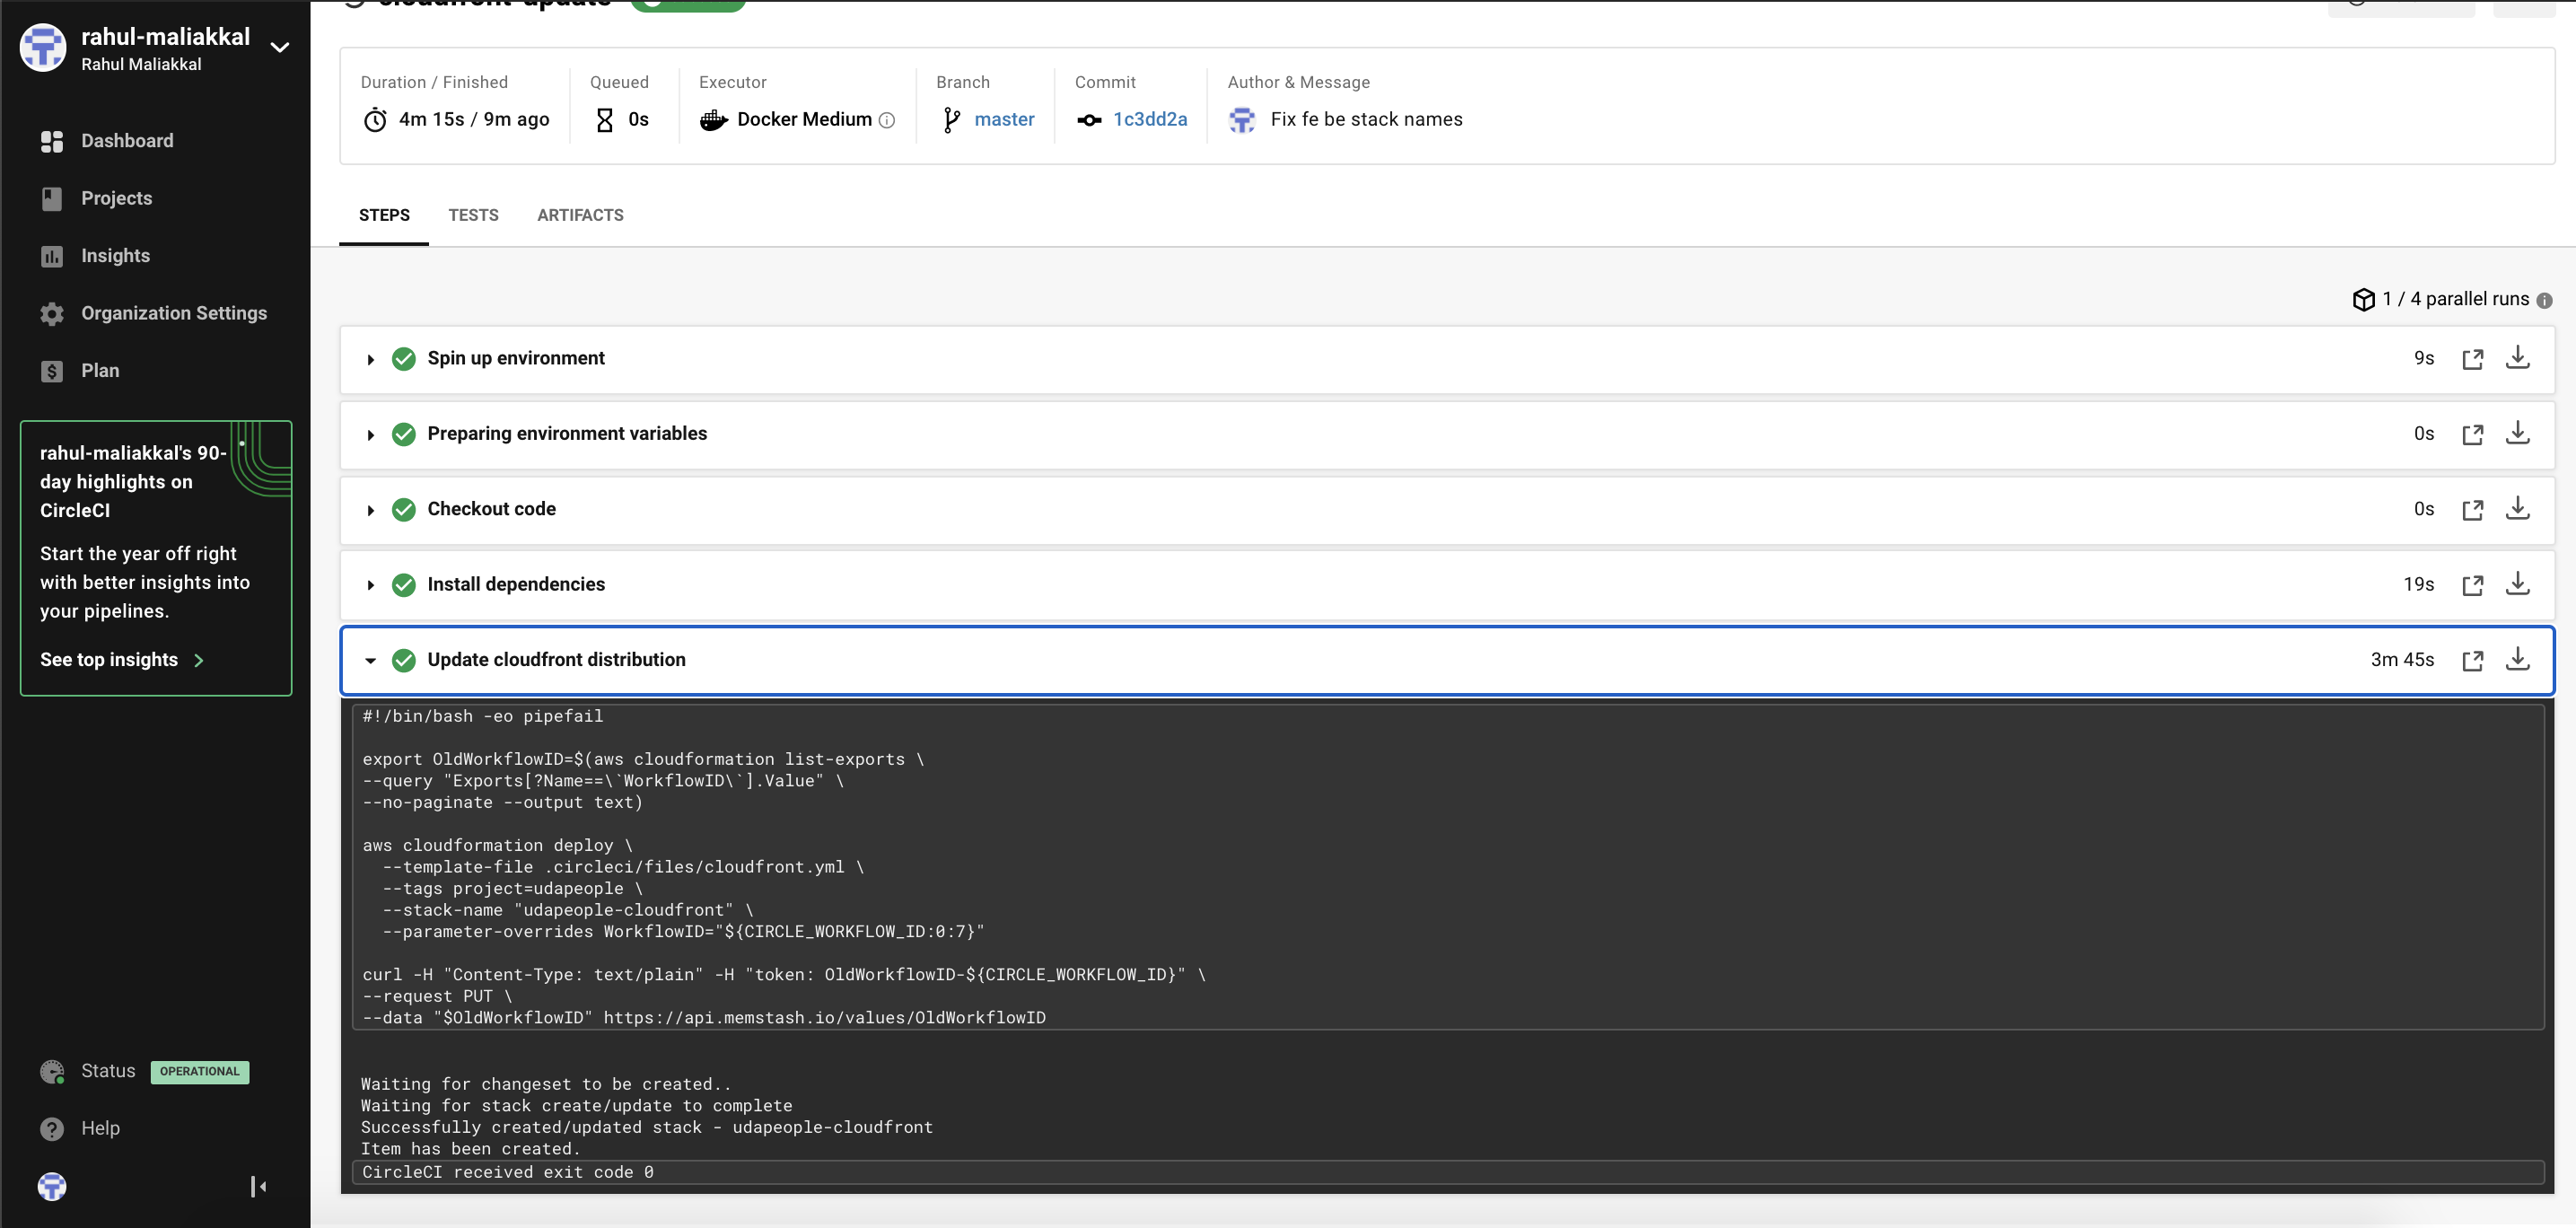 rahul-maliakkal
Rahul Maliakkal
Dashboard
Projects
Insights
Organization Settings
Plan
rahul-maliakkal's 90-
day highlights on
CircleCI
Start the year off right
with better insights into
your pipelines.
See top insights
Status OPERATIONAL
Help
cloudfront-update
Duration / Finished
4m 15s / 9m ago
Queued
0s
Executor
Docker Medium
Branch
master
Commit
1c3dd2a
Author & Message
Fix fe be stack names
STEPS TESTS ARTIFACTS
1 / 4 parallel runs
Spin up environment 9s
Preparing environment variables 0s
Checkout code 0s
Install dependencies 19s
Update cloudfront distribution 3m 45s
#!/bin/bash -eo pipefail
export OldWorkflowID=$(aws cloudformation list-exports \
--query "Exports[?Name==\`WorkflowID\`].Value" \
--no-paginate --output text)
aws cloudformation deploy \
--template-file .circleci/files/cloudfront.yml \
--tags project=udapeople \
--stack-name "udapeople-cloudfront" \
--parameter-overrides WorkflowID="${CIRCLE_WORKFLOW_ID:0:7}"
curl -H "Content-Type: text/plain" -H "token: OldWorkflowID-${CIRCLE_WORKFLOW_ID}" \
--request PUT \
--data "$OldWorkflowID" https://api.memstash.io/values/OldWorkflowID
Waiting for changeset to be created..
Waiting for stack create/update to complete
Successfully created/updated stack - udapeople-cloudfront
Item has been created.
CircleCI received exit code 0